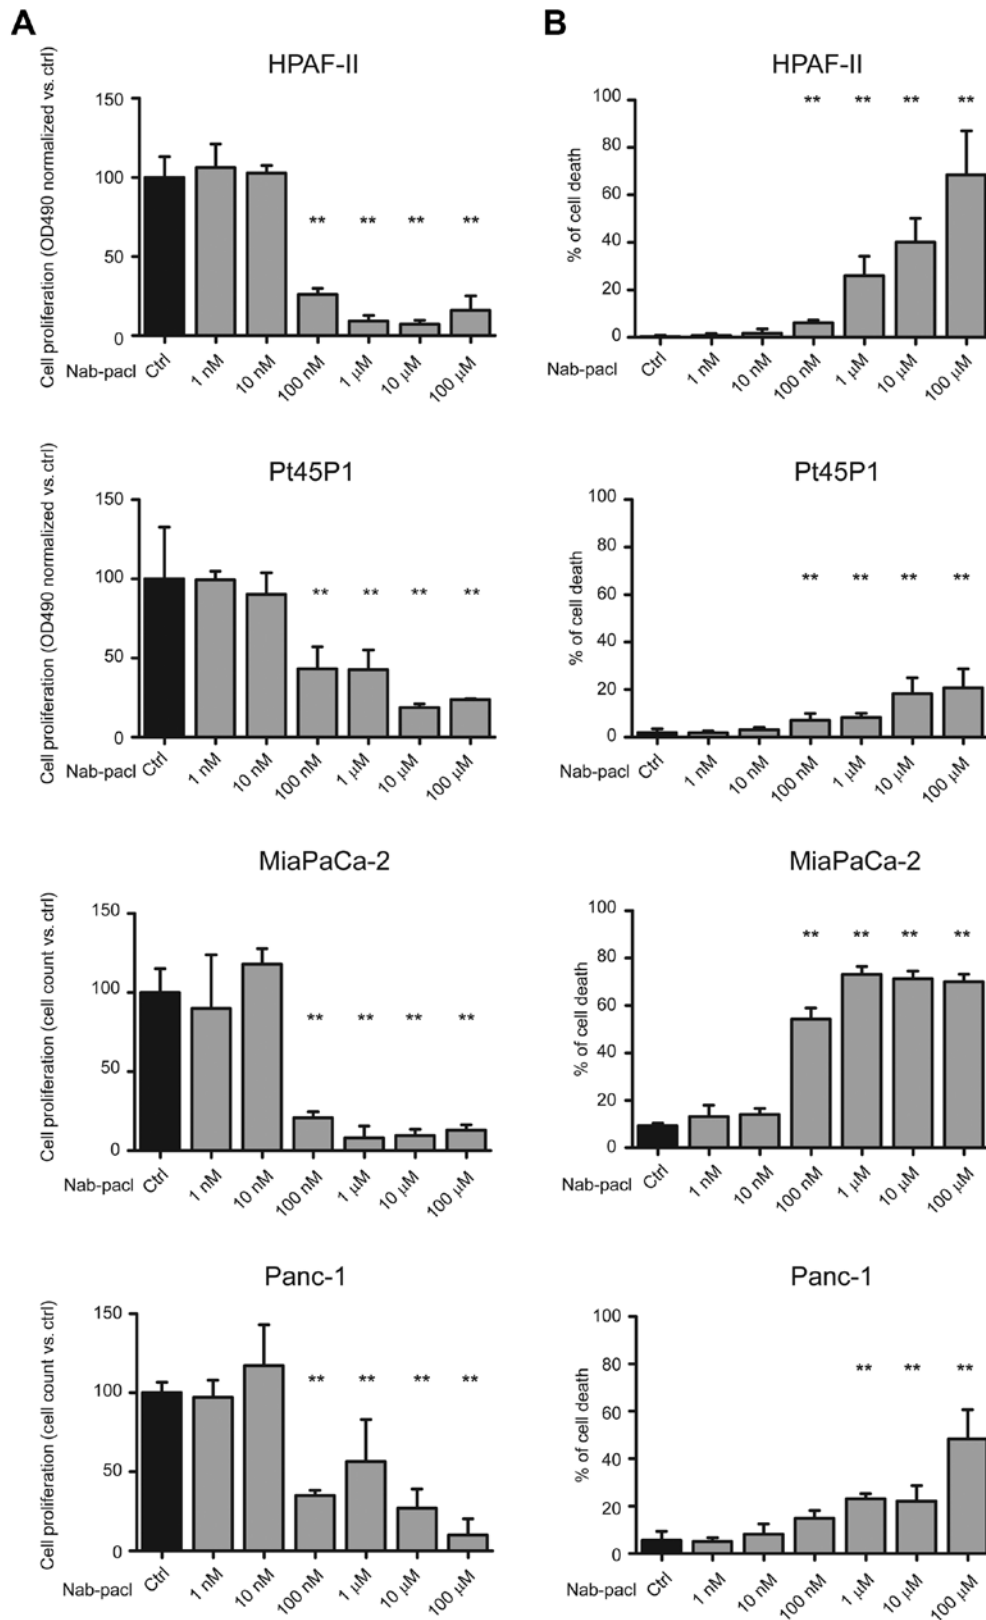 A
HPAF-II
Cell proliferation (OD490 normalized vs. ctrl)
150
100
50
0
** ** ** **
Nab-pacl Ctrl 1 nM 10 nM 100 nM 1 µM 10 µM 100 µM
Pt45P1
Cell proliferation (OD490 normalized vs. ctrl)
150
100
50
0
** ** ** **
Nab-pacl Ctrl 1 nM 10 nM 100 nM 1 µM 10 µM 100 µM
MiaPaCa-2
Cell proliferation (cell count vs. ctrl)
150
100
50
0
** ** ** **
Nab-pacl Ctrl 1 nM 10 nM 100 nM 1 µM 10 µM 100 µM
Panc-1
Cell proliferation (cell count vs. ctrl)
150
100
50
0
** ** ** **
Nab-pacl Ctrl 1 nM 10 nM 100 nM 1 µM 10 µM 100 µM
B
HPAF-II
% of cell death
100
80
60
40
20
0
** ** ** **
Nab-pacl Ctrl 1 nM 10 nM 100 nM 1 µM 10 µM 100 µM
Pt45P1
% of cell death
100
80
60
40
20
0
** ** ** **
Nab-pacl Ctrl 1 nM 10 nM 100 nM 1 µM 10 µM 100 µM
MiaPaCa-2
% of cell death
100
80
60
40
20
0
** ** ** **
Nab-pacl Ctrl 1 nM 10 nM 100 nM 1 µM 10 µM 100 µM
Panc-1
% of cell death
100
80
60
40
20
0
** ** **
Nab-pacl Ctrl 1 nM 10 nM 100 nM 1 µM 10 µM 100 µM